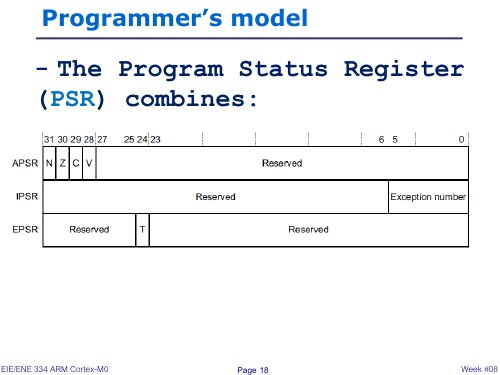 Programmer's model
– The Program Status Register
(PSR) combines:
31 30 29 28 27 25 24 23 6 5 0
APSR N Z C V Reserved
IPSR Reserved Exception number
EPSR Reserved T Reserved
EIE/ENE 334 ARM Cortex-M0 Page 18 Week #08